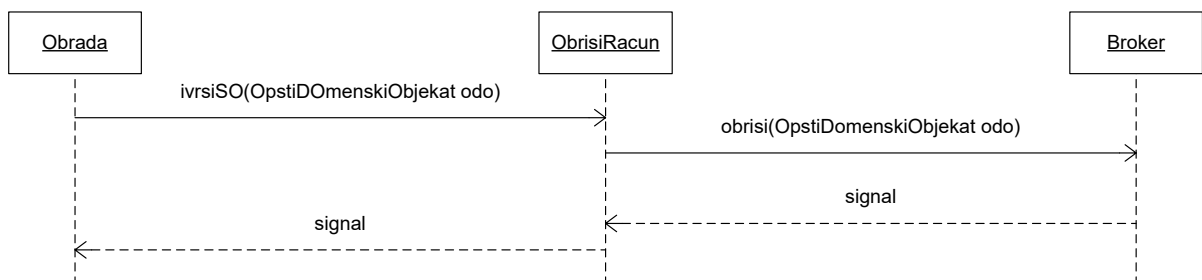 Obrada
ObrisiRacun
Broker
ivrsiSO(OpstiDOmenskiObjekat odo)
obrisi(OpstiDomenskiObjekat odo)
signal
signal